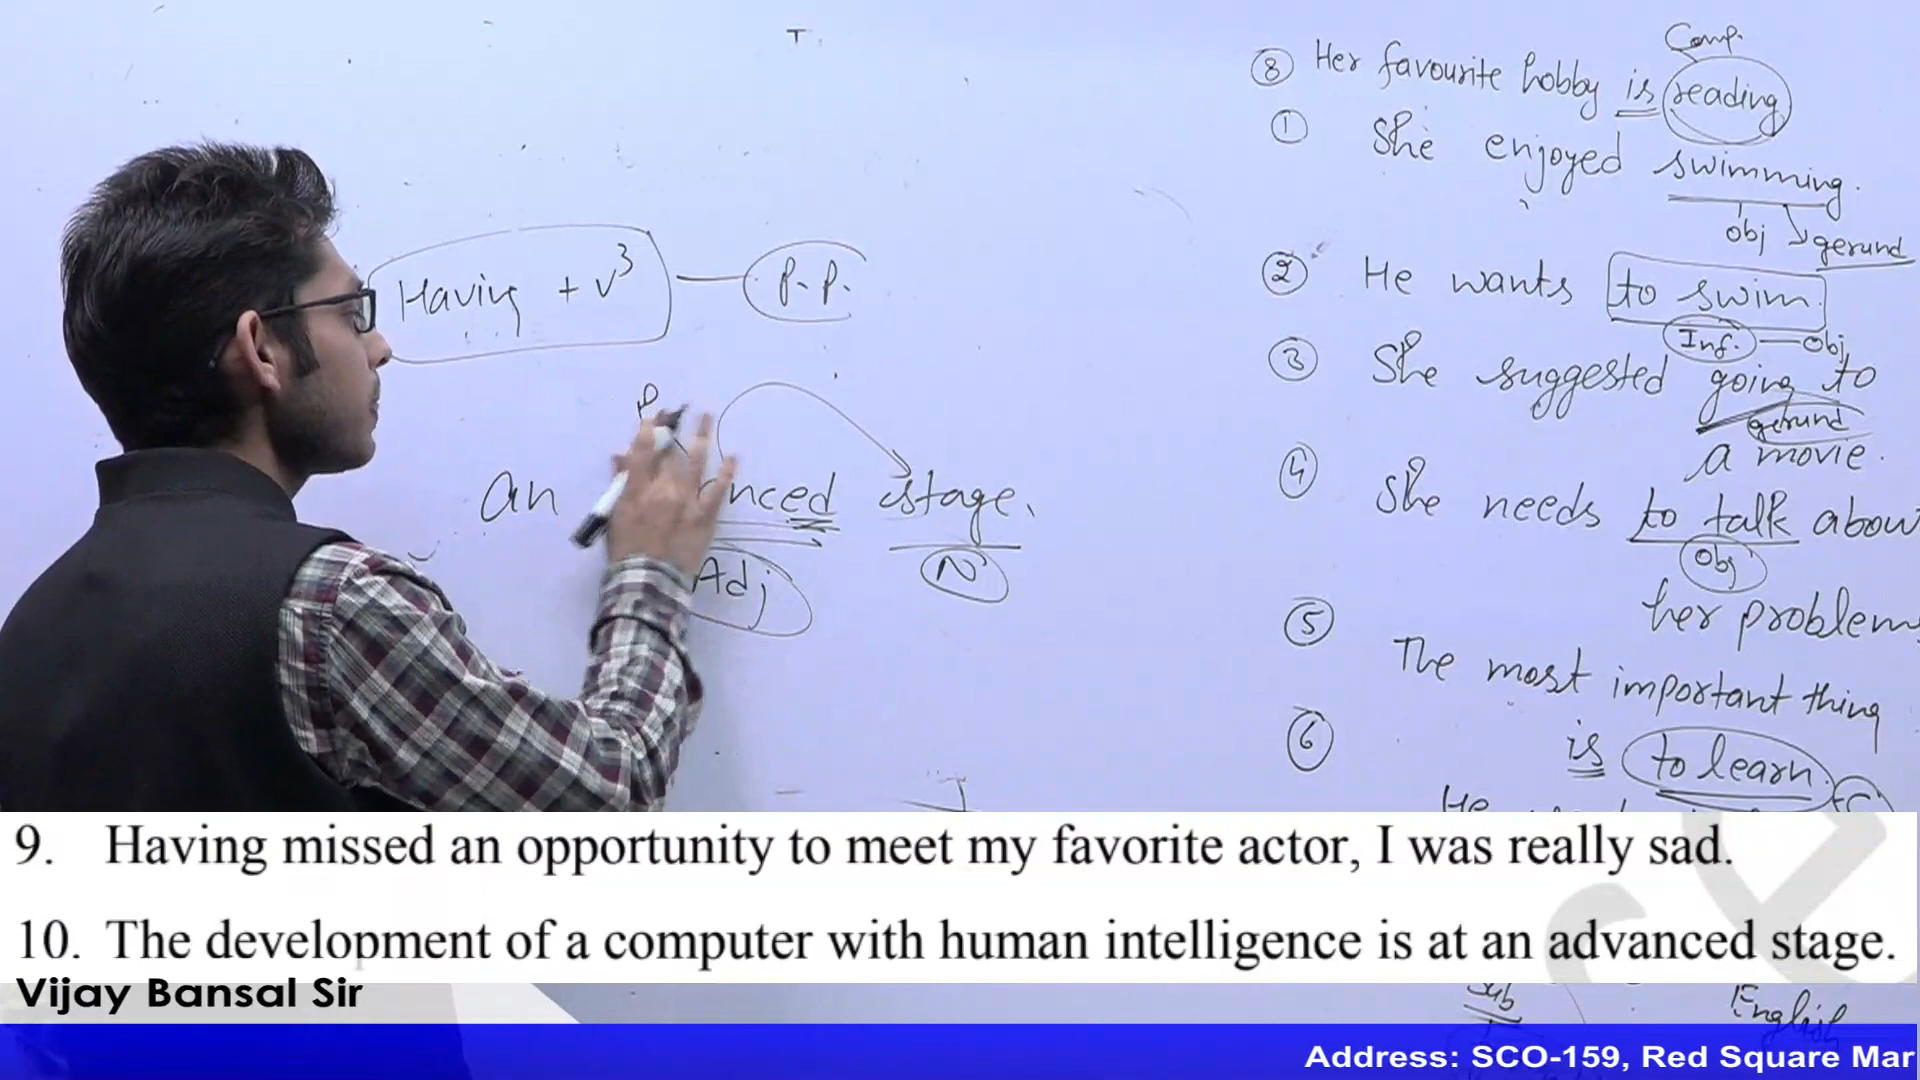 Having + v³ — P.P.
P
an nced stage.
Adj N
Comp.
⑧ Her favourite hobby is reading
① She enjoyed swimming.
obj gerund
② He wants to swim.
Inf. — Obj
③ She suggested going to
gerund
a movie.
④ She needs to talk about
Obj
her problems
⑤ The most important thing
⑥ is to learn.
He
9. Having missed an opportunity to meet my favorite actor, I was really sad.
10. The development of a computer with human intelligence is at an advanced stage.
Vijay Bansal Sir
Sub
English
Address: SCO-159, Red Square Mar